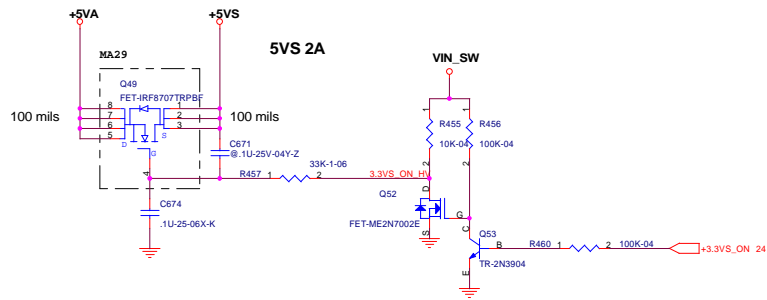 +5VA
+5VS
5VS 2A
MA29
Q49
FET-IRF8707TRPBF
100 mils
8
7
6
5
D
1
2
3
S
G
4
100 mils
C671
@.1U-25V-04Y-Z
R457
1
33K-1-06
2
3.3VS_ON_HV
C674
.1U-25-06X-K
VIN_SW
1
R455
10K-04
2
1
R456
100K-04
2
Q52
D
G
S
FET-ME2N7002E
C
Q53
B
E
TR-2N3904
R460
1
2
100K-04
+3.3VS_ON 24